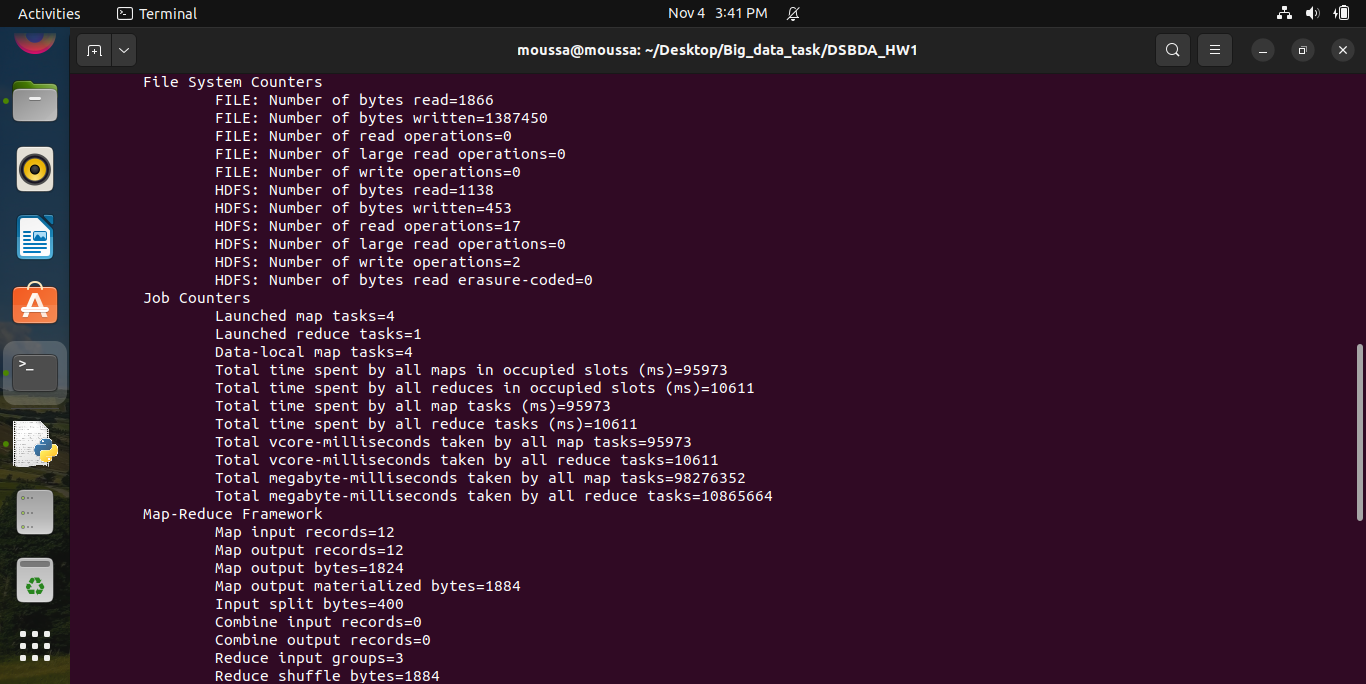 Activities
Terminal
Nov 4 3:41 PM
moussa@moussa: ~/Desktop/Big_data_task/DSBDA_HW1
File System Counters
FILE: Number of bytes read=1866
FILE: Number of bytes written=1387450
FILE: Number of read operations=0
FILE: Number of large read operations=0
FILE: Number of write operations=0
HDFS: Number of bytes read=1138
HDFS: Number of bytes written=453
HDFS: Number of read operations=17
HDFS: Number of large read operations=0
HDFS: Number of write operations=2
HDFS: Number of bytes read erasure-coded=0
Job Counters
Launched map tasks=4
Launched reduce tasks=1
Data-local map tasks=4
Total time spent by all maps in occupied slots (ms)=95973
Total time spent by all reduces in occupied slots (ms)=10611
Total time spent by all map tasks (ms)=95973
Total time spent by all reduce tasks (ms)=10611
Total vcore-milliseconds taken by all map tasks=95973
Total vcore-milliseconds taken by all reduce tasks=10611
Total megabyte-milliseconds taken by all map tasks=98276352
Total megabyte-milliseconds taken by all reduce tasks=10865664
Map-Reduce Framework
Map input records=12
Map output records=12
Map output bytes=1824
Map output materialized bytes=1884
Input split bytes=400
Combine input records=0
Combine output records=0
Reduce input groups=3
Reduce shuffle bytes=1884